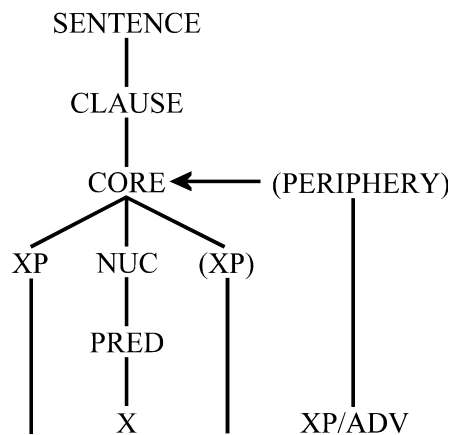 SENTENCE
CLAUSE
CORE (PERIPHERY)
XP NUC (XP)
PRED
X XP/ADV